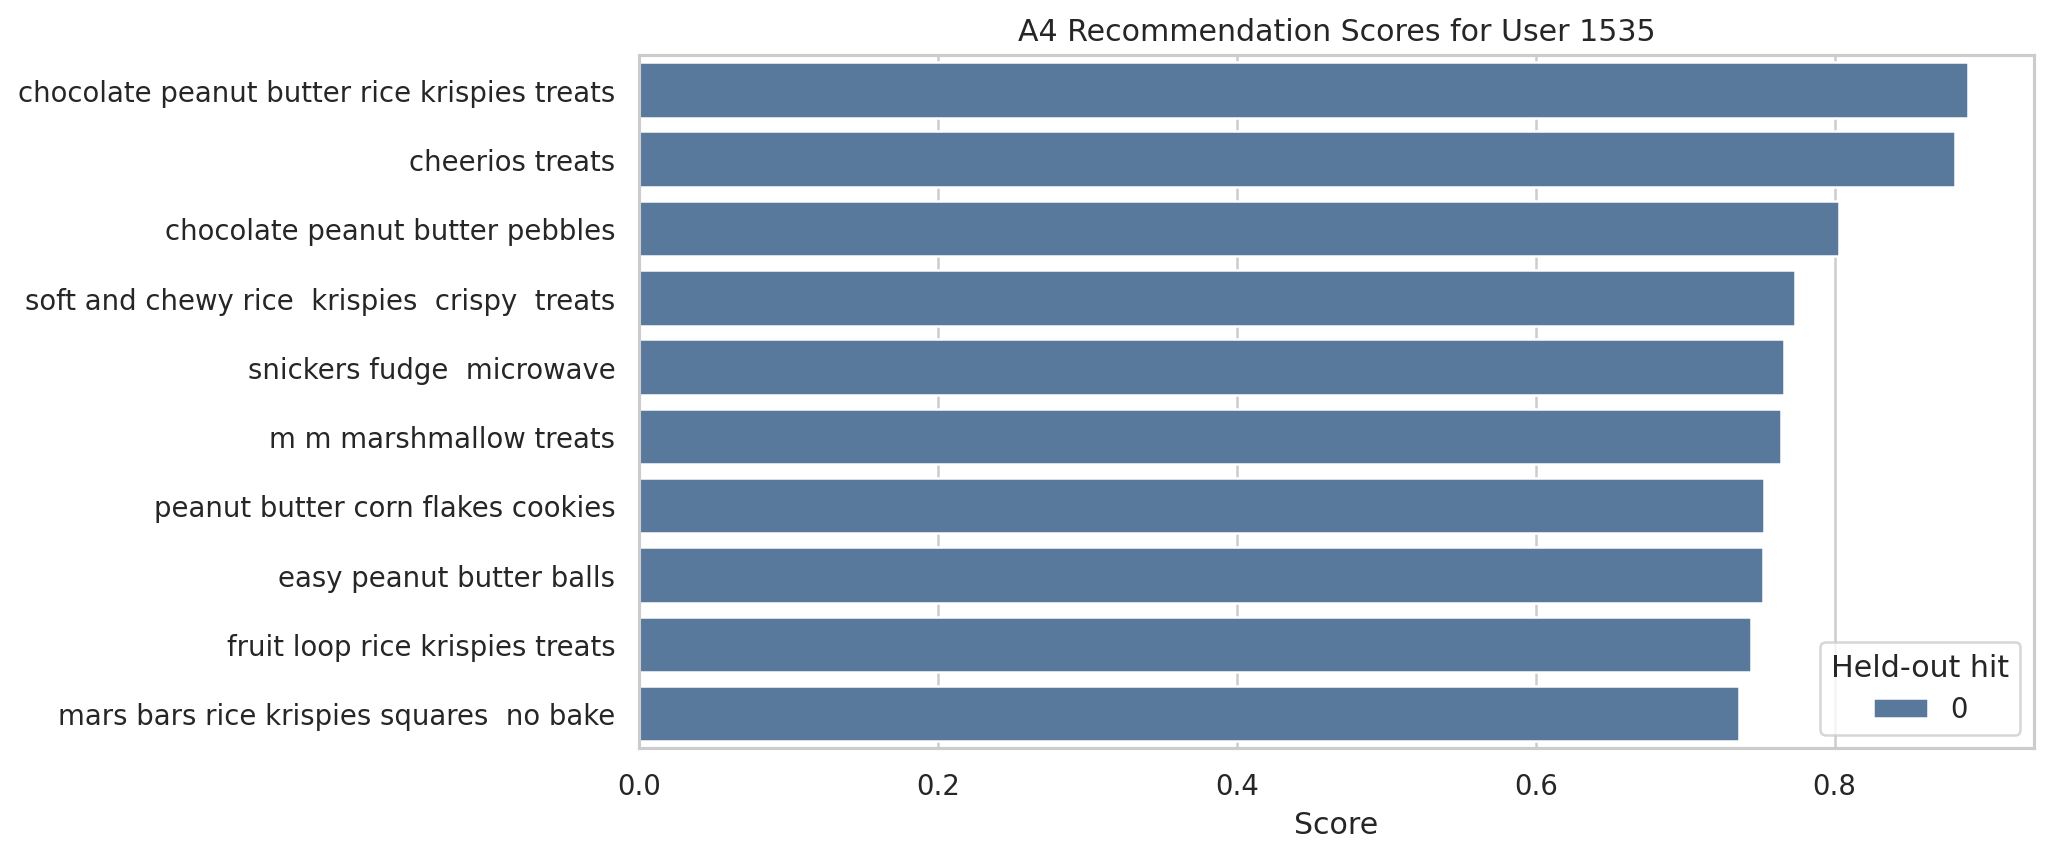 A4 Recommendation Scores for User 1535
chocolate peanut butter rice krispies treats
cheerios treats
chocolate peanut butter pebbles
soft and chewy rice  krispies  crispy  treats
snickers fudge  microwave
m m marshmallow treats
peanut butter corn flakes cookies
easy peanut butter balls
fruit loop rice krispies treats
mars bars rice krispies squares  no bake
Held-out hit
0
0.0 0.2 0.4 0.6 0.8
Score